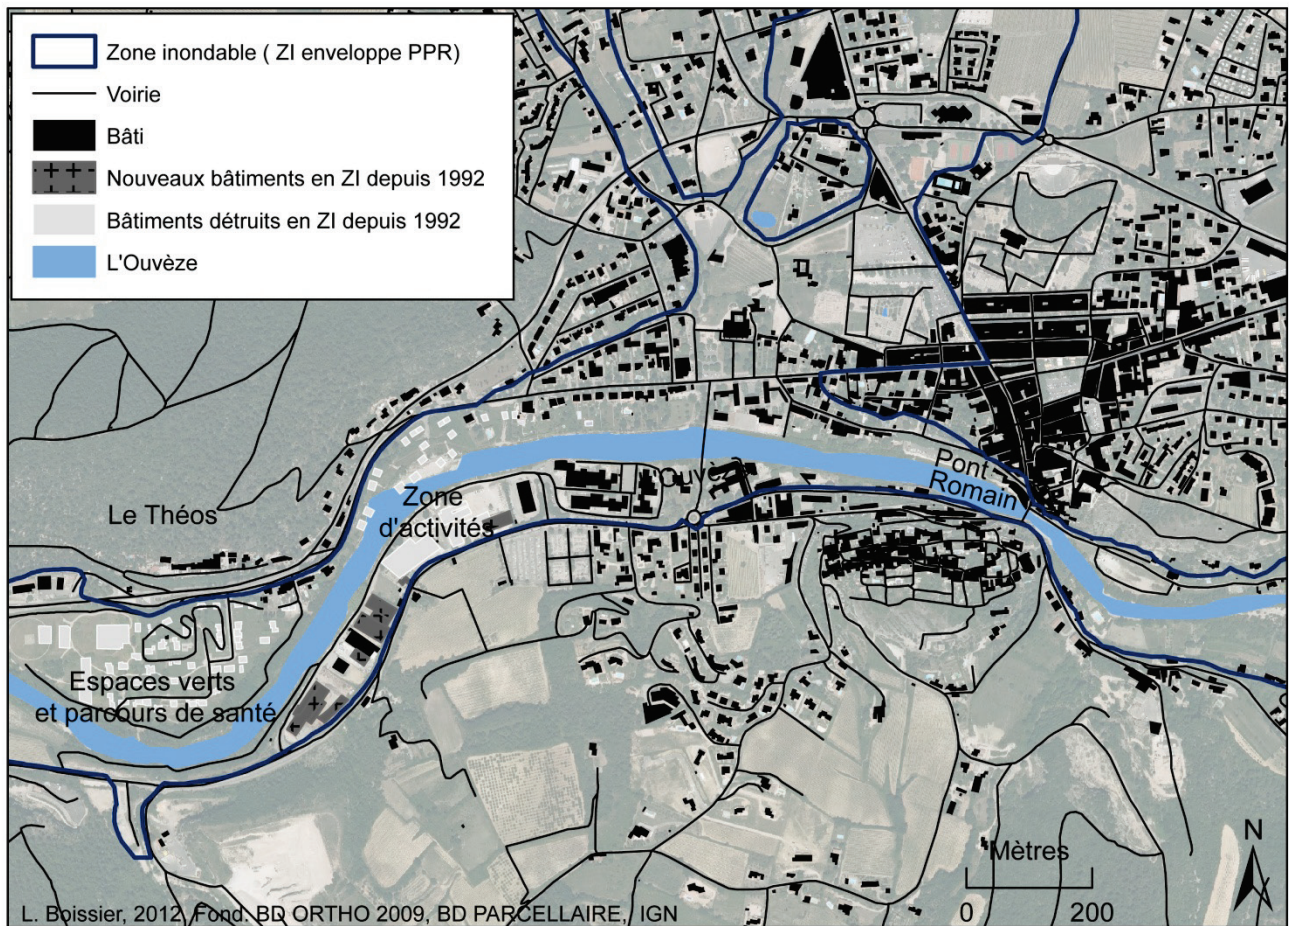 Zone inondable ( ZI enveloppe PPR)
Voirie
Bâti
Nouveaux bâtiments en ZI depuis 1992
Bâtiments détruits en ZI depuis 1992
L'Ouvèze
Le Théos
Zone
d'activités
Pont
Romain
Espaces verts
et parcours de santé
Mètres
0 200
N
L. Boissier, 2012, Fond. BD ORTHO 2009, BD PARCELLAIRE, IGN